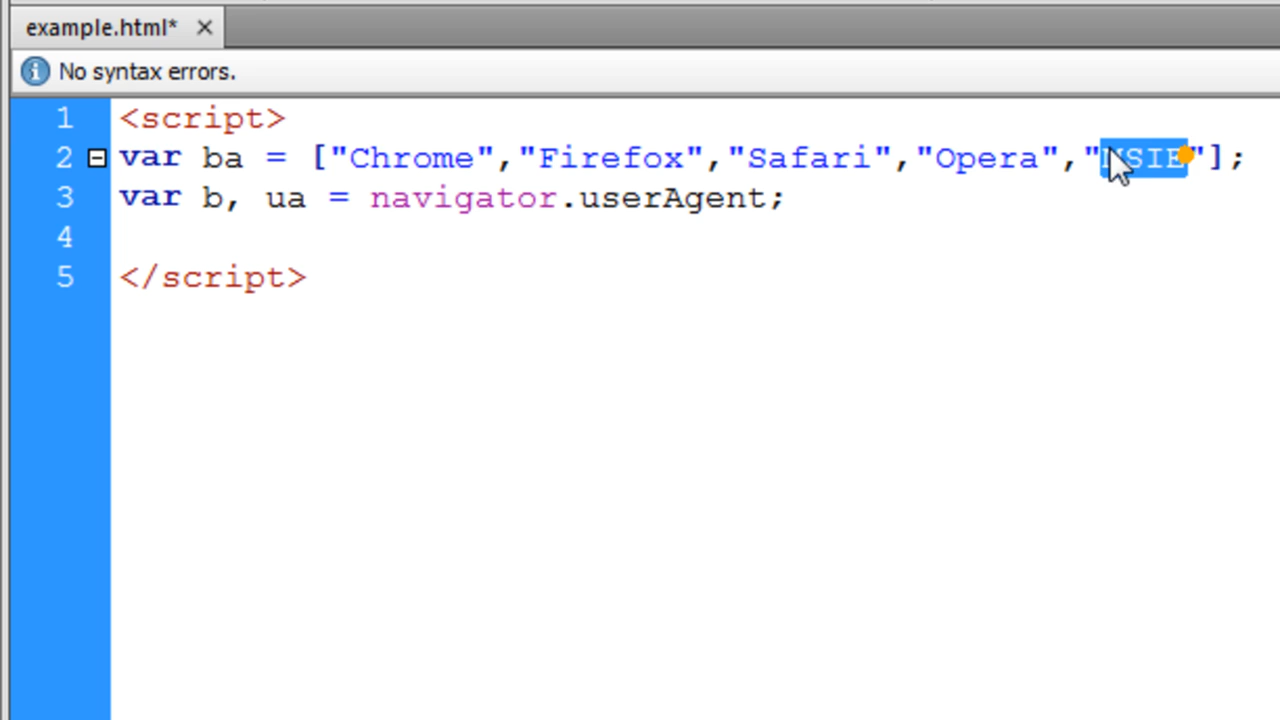 example.html*
No syntax errors.
1 <script>
2 var ba = ["Chrome","Firefox","Safari","Opera","MSIE"];
3 var b, ua = navigator.userAgent;
4
5 </script>